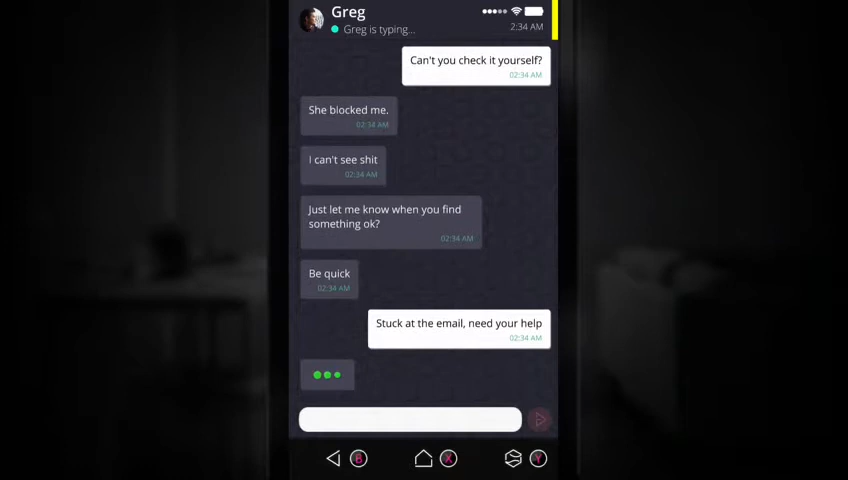 Greg
Greg is typing...
2:34 AM
Can't you check it yourself?
02:34 AM
She blocked me.
02:34 AM
I can't see shit
02:34 AM
Just let me know when you find
something ok?
02:34 AM
Be quick
02:34 AM
Stuck at the email, need your help
02:34 AM
B
X
Y